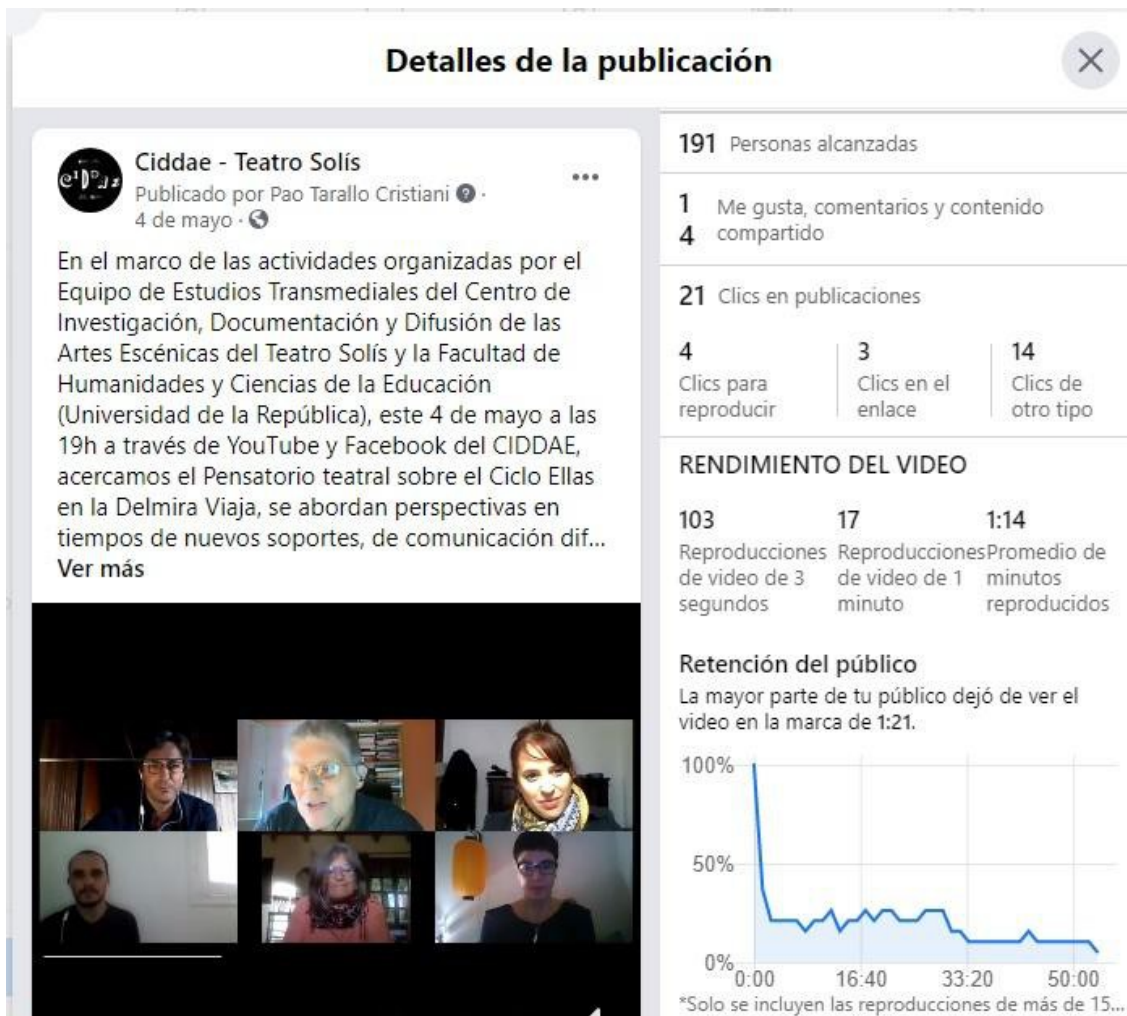 Detalles de la publicación
Ciddae - Teatro Solís
Publicado por Pao Tarallo Cristiani ·
4 de mayo ·
En el marco de las actividades organizadas por el
Equipo de Estudios Transmediales del Centro de
Investigación, Documentación y Difusión de las
Artes Escénicas del Teatro Solís y la Facultad de
Humanidades y Ciencias de la Educación
(Universidad de la República), este 4 de mayo a las
19h a través de YouTube y Facebook del CIDDAE,
acercamos el Pensatorio teatral sobre el Ciclo Ellas
en la Delmira Viaja, se abordan perspectivas en
tiempos de nuevos soportes, de comunicación dif...
Ver más
191 Personas alcanzadas
1 Me gusta, comentarios y contenido
4 compartido
21 Clics en publicaciones
4
Clics para
reproducir
3
Clics en el
enlace
14
Clics de
otro tipo
RENDIMIENTO DEL VIDEO
103
Reproducciones
de video de 3
segundos
17
Reproducciones
de video de 1
minuto
1:14
Promedio de
minutos
reproducidos
Retención del público
La mayor parte de tu público dejó de ver el
video en la marca de 1:21.
100%
50%
0%
0:00 16:40 33:20 50:00
*Solo se incluyen las reproducciones de más de 15...